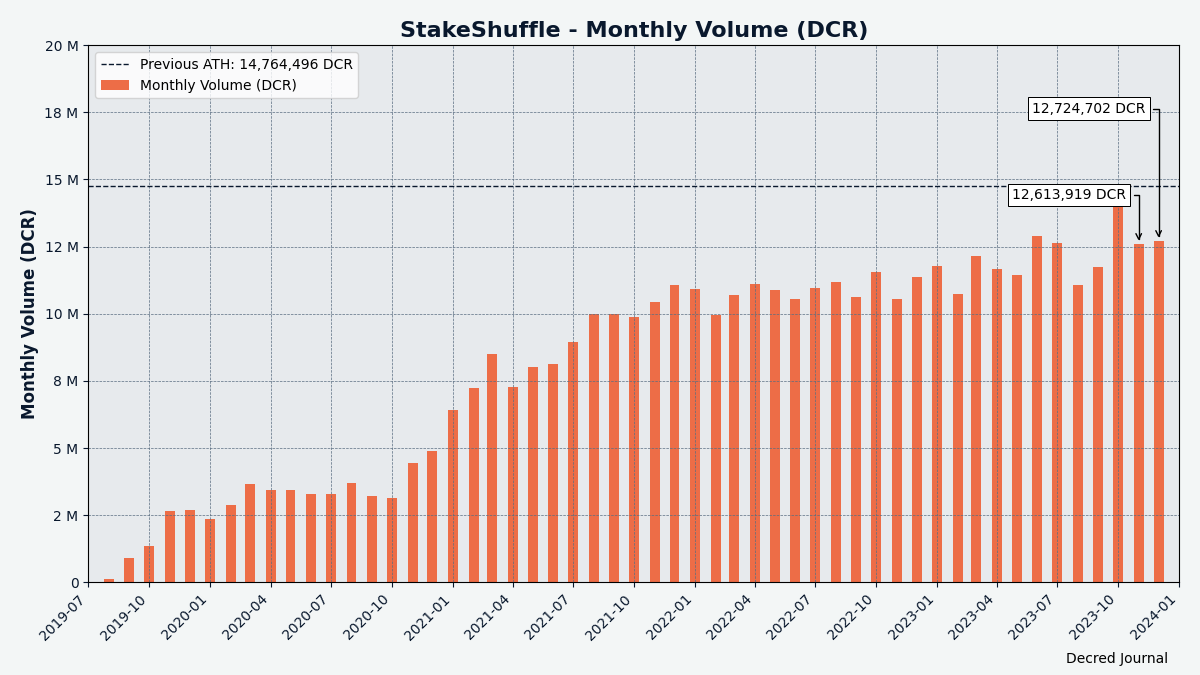 StakeShuffle - Monthly Volume (DCR)
Previous ATH: 14,764,496 DCR
Monthly Volume (DCR)
Monthly Volume (DCR)
20 M
18 M
15 M
12 M
10 M
8 M
5 M
2 M
0
12,724,702 DCR
12,613,919 DCR
2019-07
2019-10
2020-01
2020-04
2020-07
2020-10
2021-01
2021-04
2021-07
2021-10
2022-01
2022-04
2022-07
2022-10
2023-01
2023-04
2023-07
2023-10
2024-01
Decred Journal